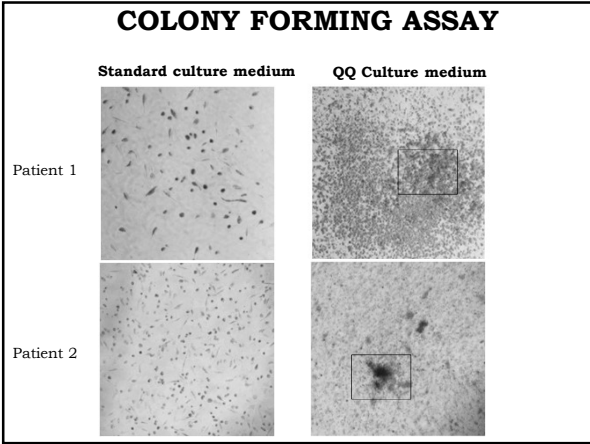 COLONY FORMING ASSAY
Standard culture medium QQ Culture medium
Patient 1
Patient 2